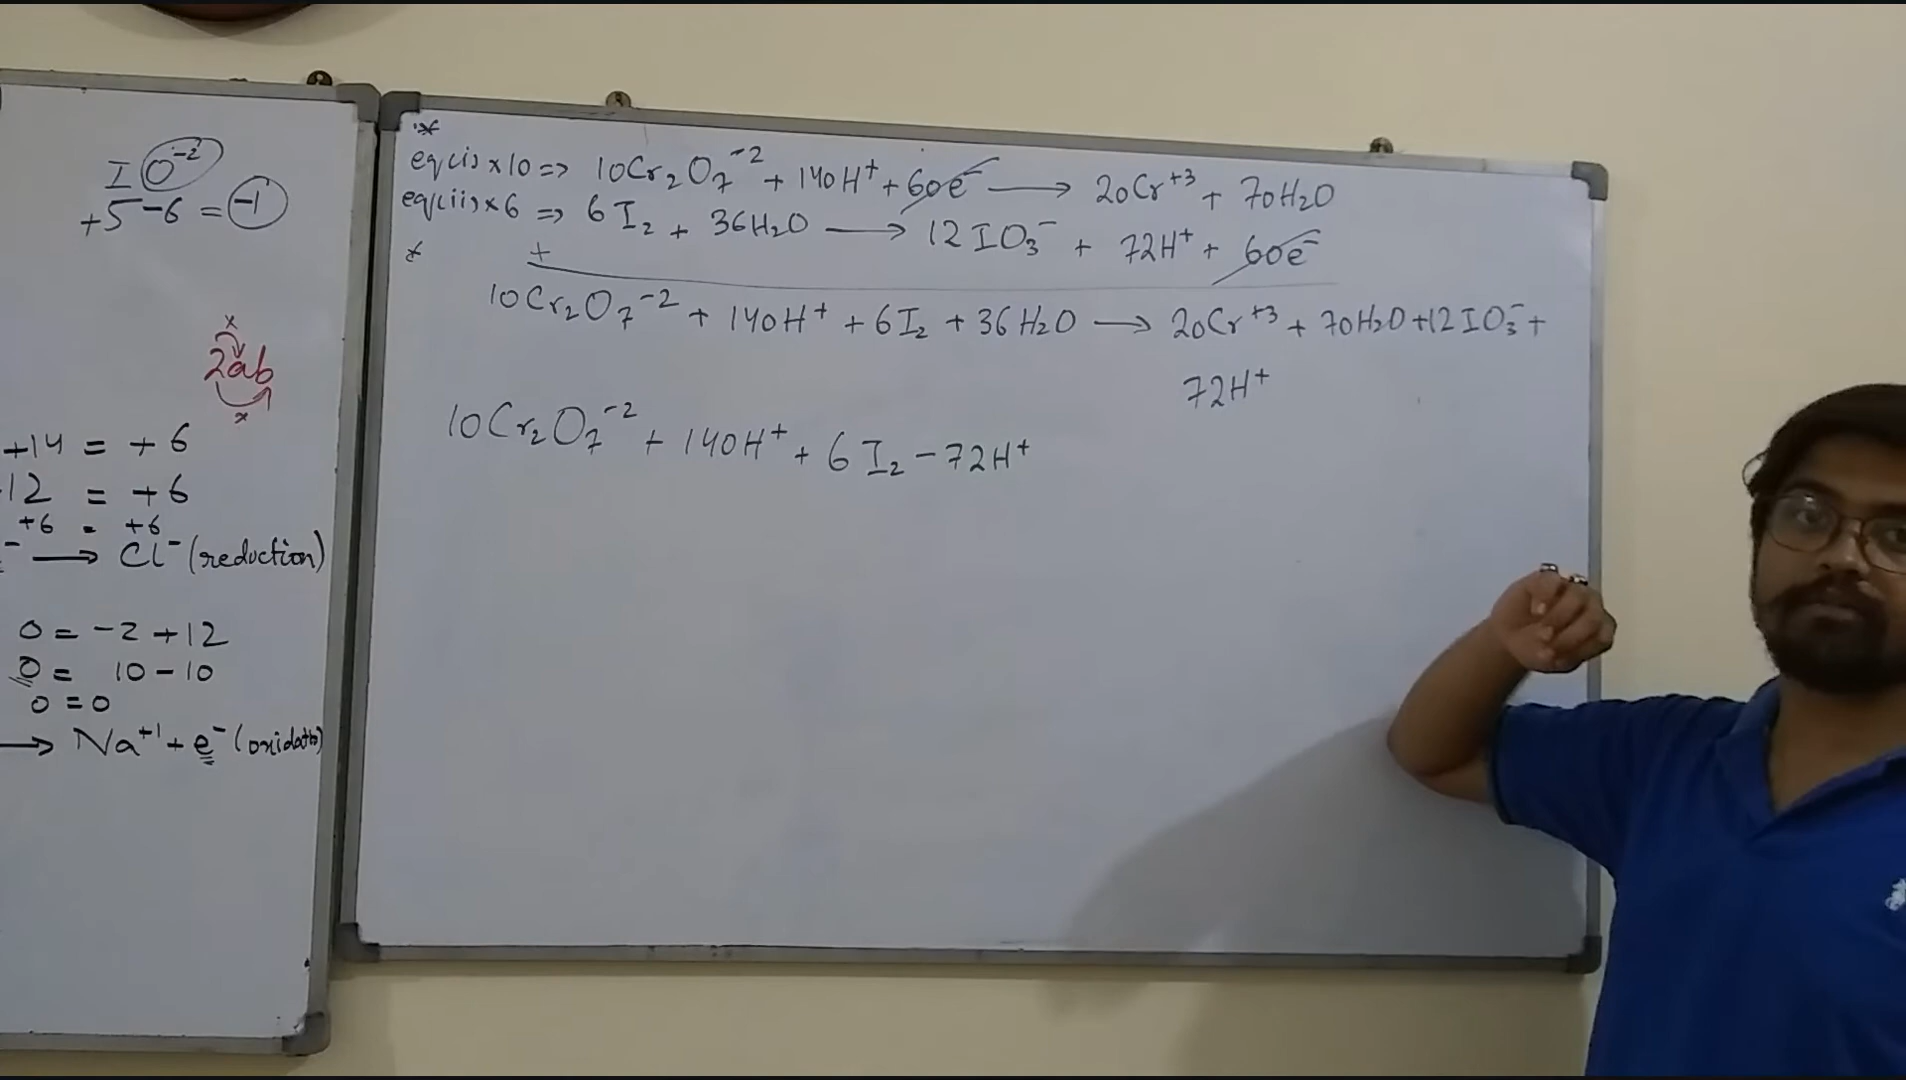 I O⁻²
+5 -6 = -1
x
2ab
x
+14 = +6
12 = +6
+6 = +6
⁻ ⟶ Cl⁻ (reduction)
0 = -2 +12
0 = 10 - 10
0 = 0
⟶ Na⁺¹ + e⁻ (oxidatn)
*
eq(i) x 10 => 10Cr₂O₇⁻² + 140H⁺ + 60e⁻ ⟶ 20Cr⁺³ + 70H₂O
eq(ii) x 6 => 6I₂ + 36H₂O ⟶ 12IO₃⁻ + 72H⁺ + 60e⁻
* +
10Cr₂O₇⁻² + 140H⁺ + 6I₂ + 36H₂O ⟶ 20Cr⁺³ + 70H₂O + 12IO₃⁻ +
72H⁺
10Cr₂O₇⁻² + 140H⁺ + 6I₂ - 72H⁺